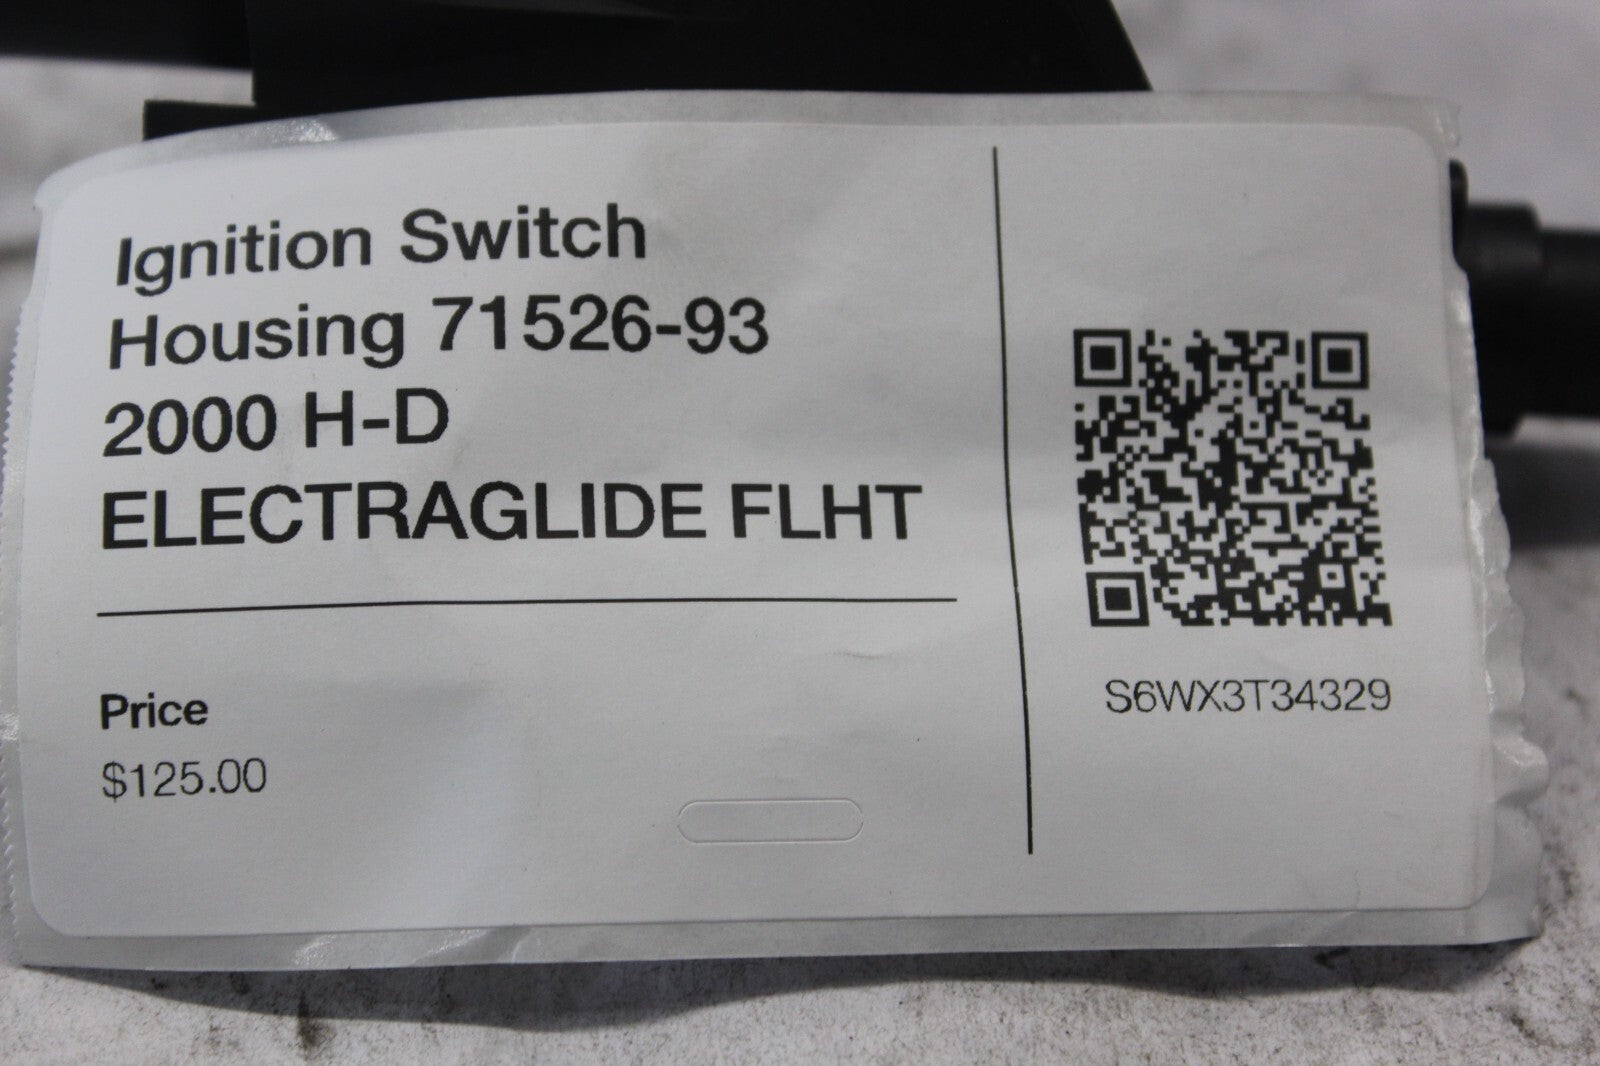 Ignition Switch
Housing 71526-93
2000 H-D
ELECTRAGLIDE FLHT
Price
$125.00
S6WX3T34329